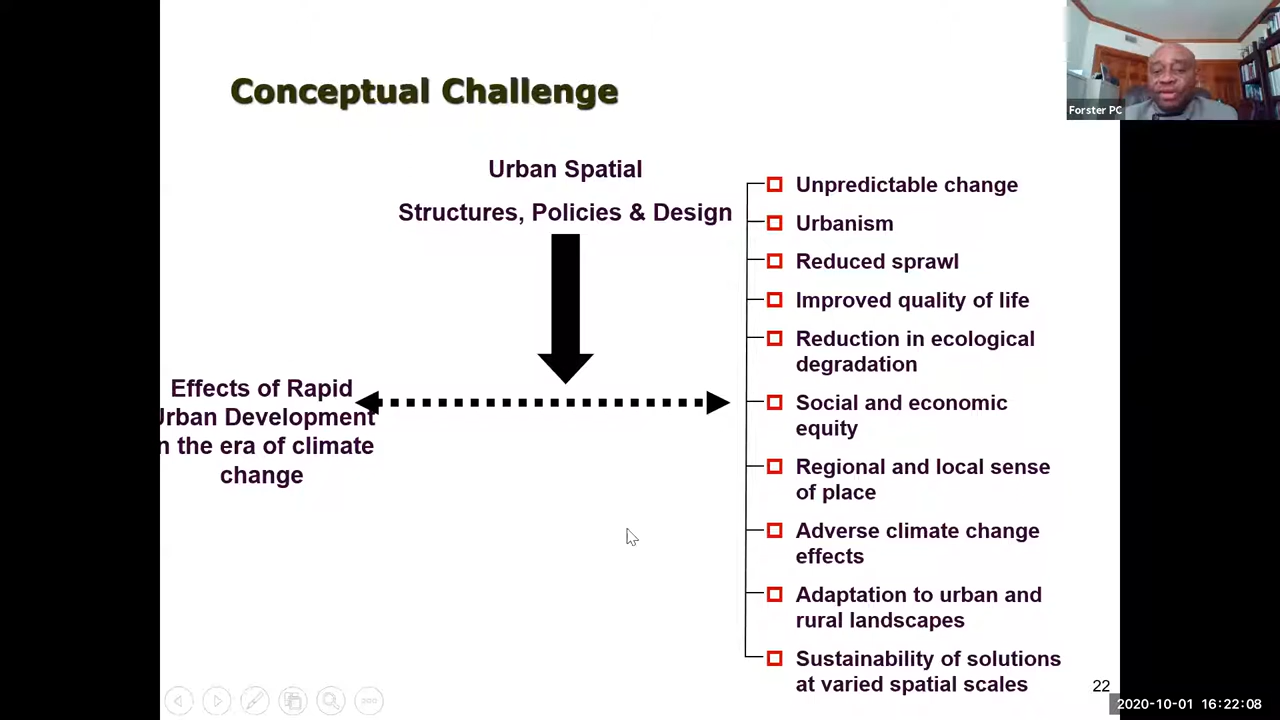 Conceptual Challenge
Forster PC
Urban Spatial
Structures, Policies & Design
Effects of Rapid
Urban Development
n the era of climate
change
Unpredictable change
Urbanism
Reduced sprawl
Improved quality of life
Reduction in ecological
degradation
Social and economic
equity
Regional and local sense
of place
Adverse climate change
effects
Adaptation to urban and
rural landscapes
Sustainability of solutions
at varied spatial scales
22
2020-10-01 16:22:08